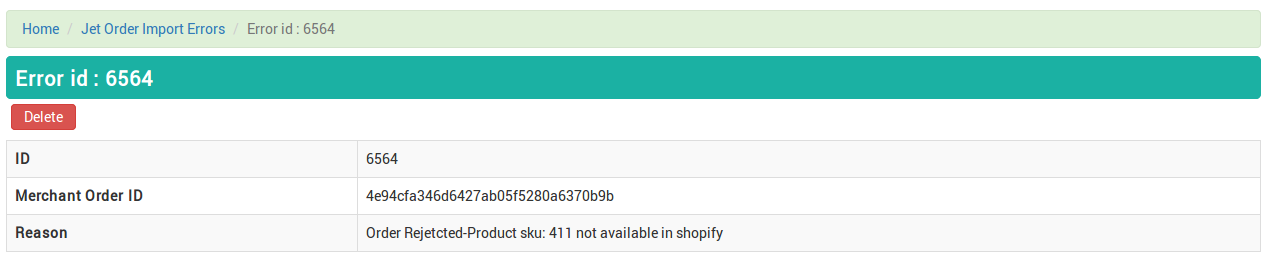 Home / Jet Order Import Errors / Error id : 6564
Error id : 6564
Delete
ID 6564
Merchant Order ID 4e94cfa346d6427ab05f5280a6370b9b
Reason Order Rejetcted-Product sku: 411 not available in shopify